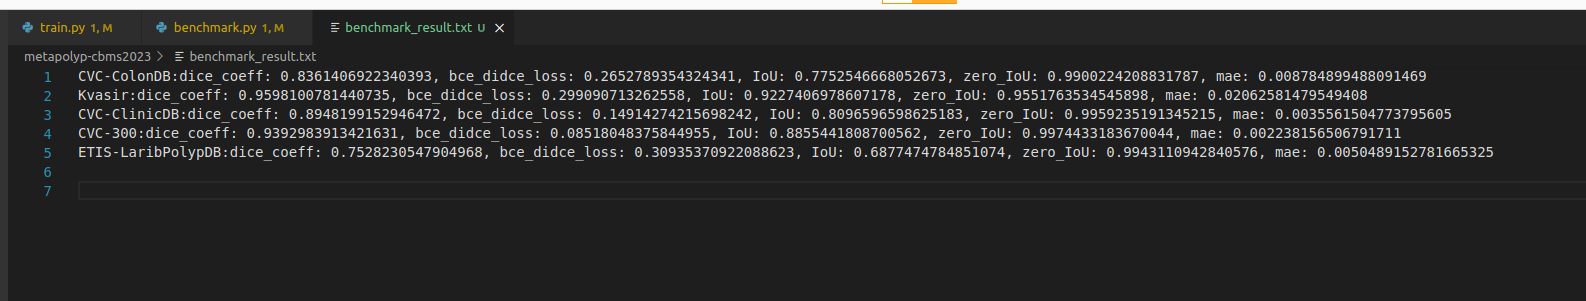 train.py 1, M benchmark.py 1, M benchmark_result.txt U
metapolyp-cbms2023 > benchmark_result.txt
1 CVC-ColonDB:dice_coeff: 0.8361406922340393, bce_didce_loss: 0.2652789354324341, IoU: 0.7752546668052673, zero_IoU: 0.9900224208831787, mae: 0.008784899488091469
2 Kvasir:dice_coeff: 0.9598100781440735, bce_didce_loss: 0.299090713262558, IoU: 0.9227406978607178, zero_IoU: 0.9551763534545898, mae: 0.02062581479549408
3 CVC-ClinicDB:dice_coeff: 0.8948199152946472, bce_didce_loss: 0.14914274215698242, IoU: 0.8096596598625183, zero_IoU: 0.9959235191345215, mae: 0.0035561504773795605
4 CVC-300:dice_coeff: 0.9392983913421631, bce_didce_loss: 0.08518048375844955, IoU: 0.8855441808700562, zero_IoU: 0.9974433183670044, mae: 0.002238156506791711
5 ETIS-LaribPolypDB:dice_coeff: 0.7528230547904968, bce_didce_loss: 0.30935370922088623, IoU: 0.6877474784851074, zero_IoU: 0.9943110942840576, mae: 0.0050489152781665325
6
7